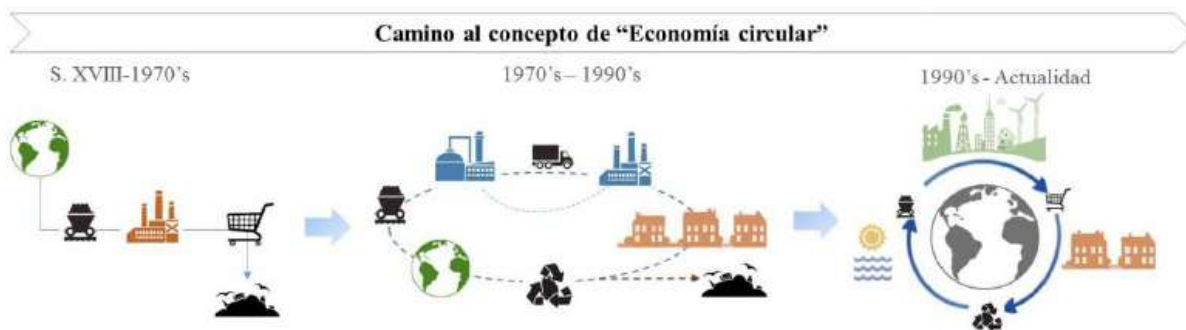 Camino al concepto de “Economía circular”
S. XVIII-1970’s
1970’s – 1990’s
1990’s - Actualidad